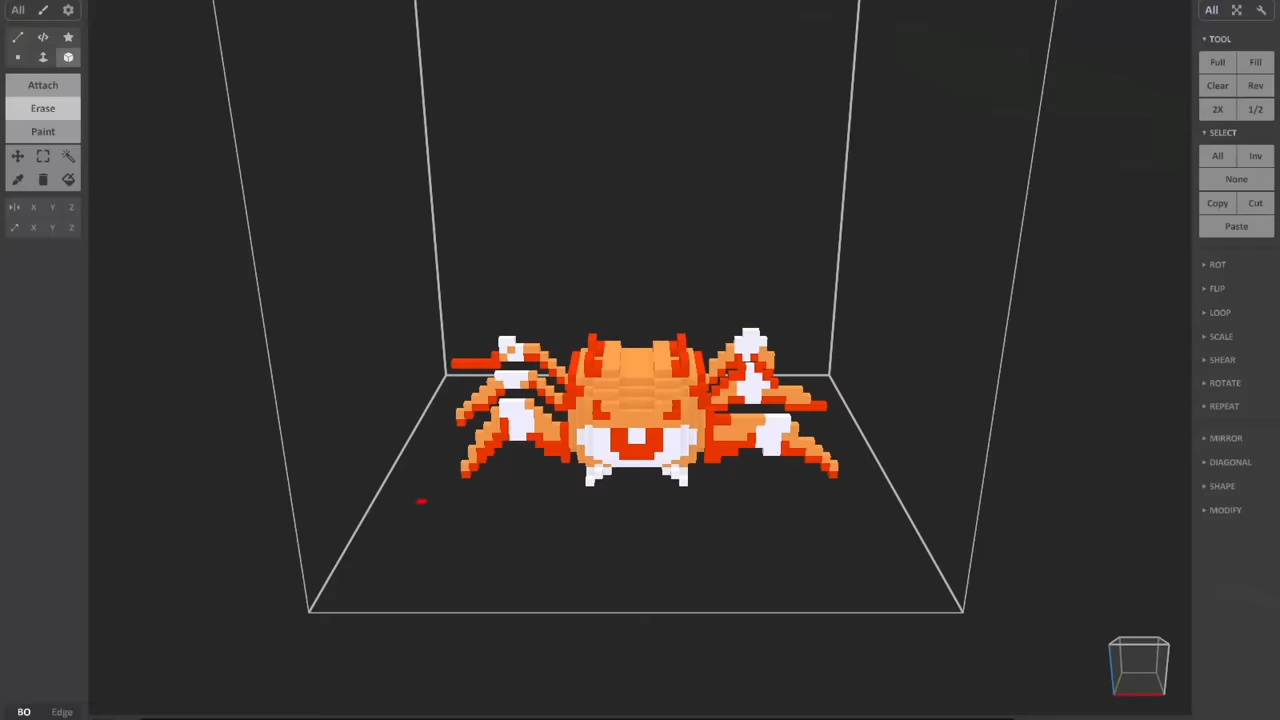 All
Attach
Erase
Paint
X Y Z
X Y Z
BO Edge
All
TOOL
Full Fill
Clear Rev
2X 1/2
SELECT
All Inv
None
Copy Cut
Paste
ROT
FLIP
LOOP
SCALE
SHEAR
ROTATE
REPEAT
MIRROR
DIAGONAL
SHAPE
MODIFY